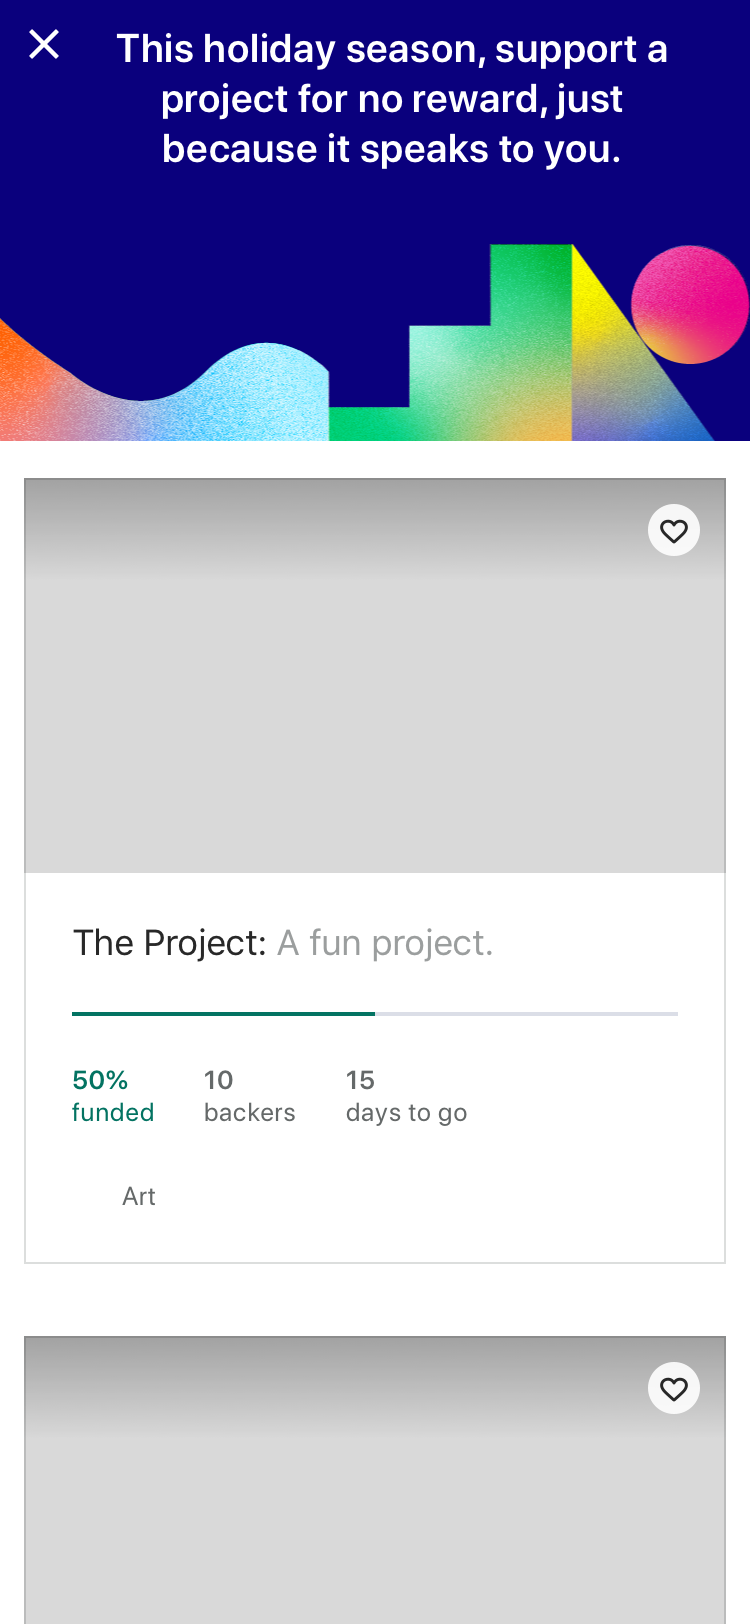 This holiday season, support a
project for no reward, just
because it speaks to you.
The Project: A fun project.
50% 10 15
funded backers days to go
Art